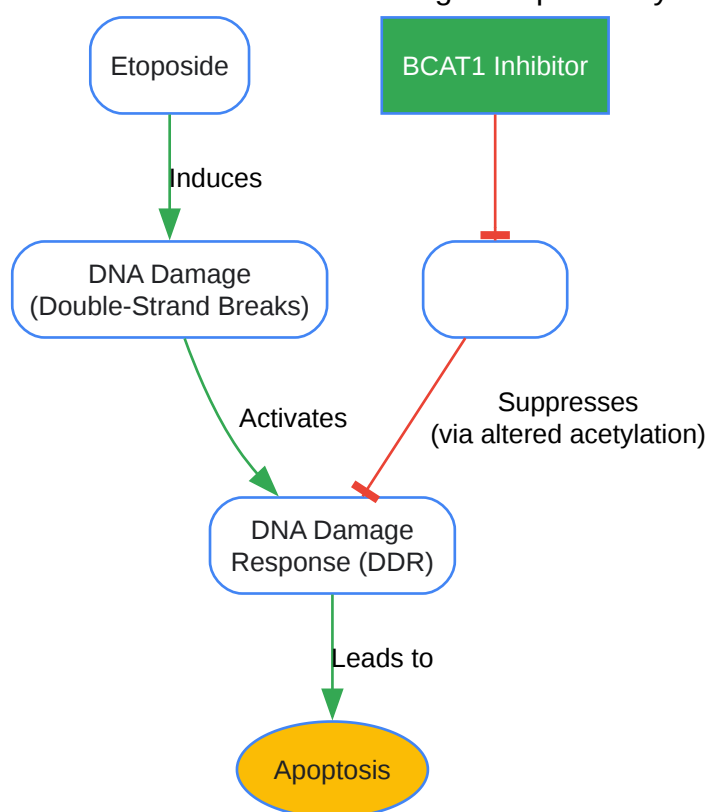 Etoposide
BCAT1 Inhibitor
Induces
DNA Damage
(Double-Strand Breaks)
Activates
Suppresses
(via altered acetylation)
DNA Damage
Response (DDR)
Leads to
Apoptosis